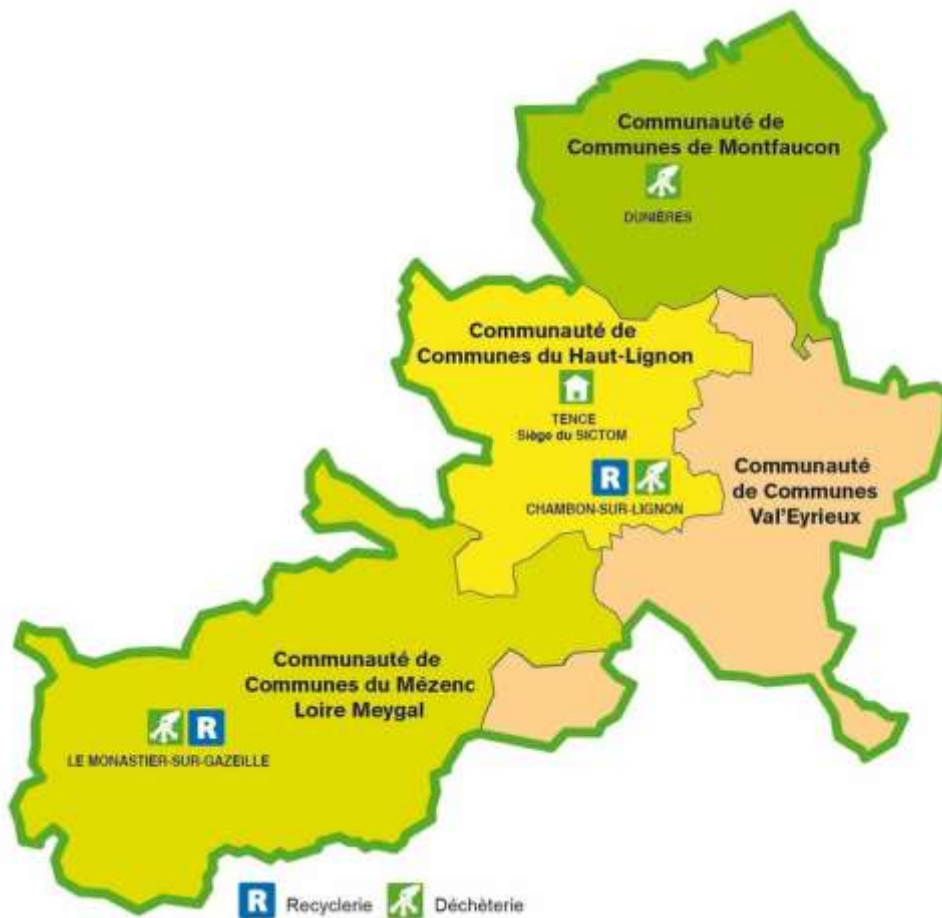 Communauté de
Communes de Montfaucon
DUNIÈRES
Communauté de
Communes du Haut-Lignon
TENCE
Siège du SICTOM
R
CHAMBON-SUR-LIGNON
Communauté
de Communes
Val'Eyrieux
Communauté de
Communes du Mézenc
Loire Meygal
R
LE MONASTIER-SUR-GAZEILLE
R Recyclerie Déchèterie